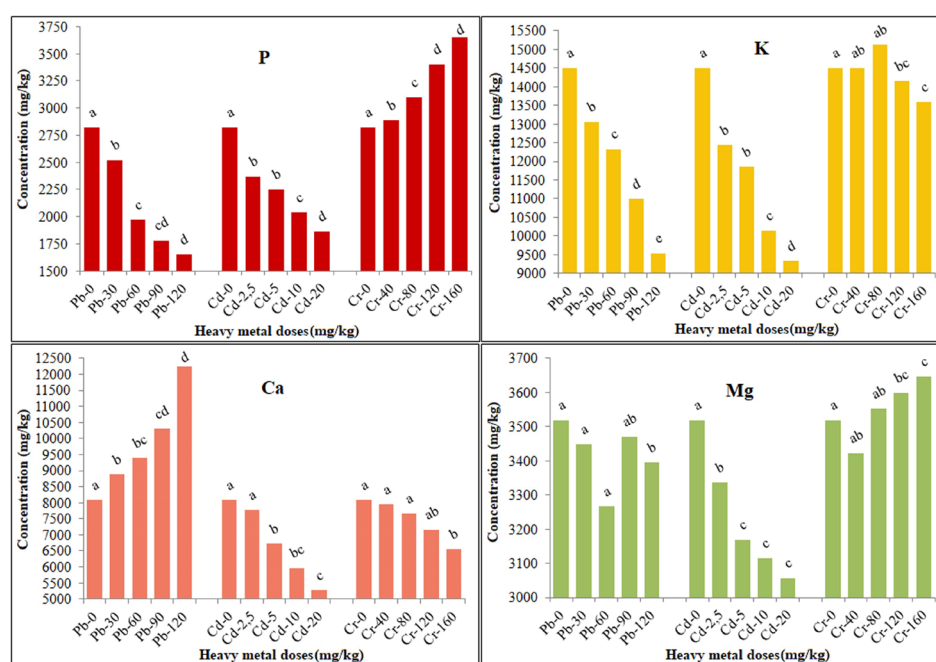 P
Concentration (mg/kg)
3750
3500
3250
3000
2750
2500
2250
2000
1750
1500
a b c cd d
a b b c d
a b c d d
Pb-0 Pb-30 Pb-60 Pb-90 Pb-120 Cd-0 Cd-2,5 Cd-5 Cd-10 Cd-20 Cr-0 Cr-40 Cr-80 Cr-120 Cr-160
Heavy metal doses(mg/kg)
K
Concentration (mg/kg)
15500
15000
14500
14000
13500
13000
12500
12000
11500
11000
10500
10000
9500
9000
a b c d e
a b b c d
a ab ab bc c
Pb-0 Pb-30 Pb-60 Pb-90 Pb-120 Cd-0 Cd-2,5 Cd-5 Cd-10 Cd-20 Cr-0 Cr-40 Cr-80 Cr-120 Cr-160
Heavy metal doses(mg/kg)
Ca
Concentration (mg/kg)
12500
12000
11500
11000
10500
10000
9500
9000
8500
8000
7500
7000
6500
6000
5500
5000
a b bc cd d
a a b bc c
a a a ab b
Pb-0 Pb-30 Pb-60 Pb-90 Pb-120 Cd-0 Cd-2,5 Cd-5 Cd-10 Cd-20 Cr-0 Cr-40 Cr-80 Cr-120 Cr-160
Heavy metal doses(mg/kg)
Mg
Concentration (mg/kg)
3700
3600
3500
3400
3300
3200
3100
3000
a a a ab b
a b c c c
a ab ab bc c
Pb-0 Pb-30 Pb-60 Pb-90 Pb-120 Cd-0 Cd-2,5 Cd-5 Cd-10 Cd-20 Cr-0 Cr-40 Cr-80 Cr-120 Cr-160
Heavy metal doses(mg/kg)